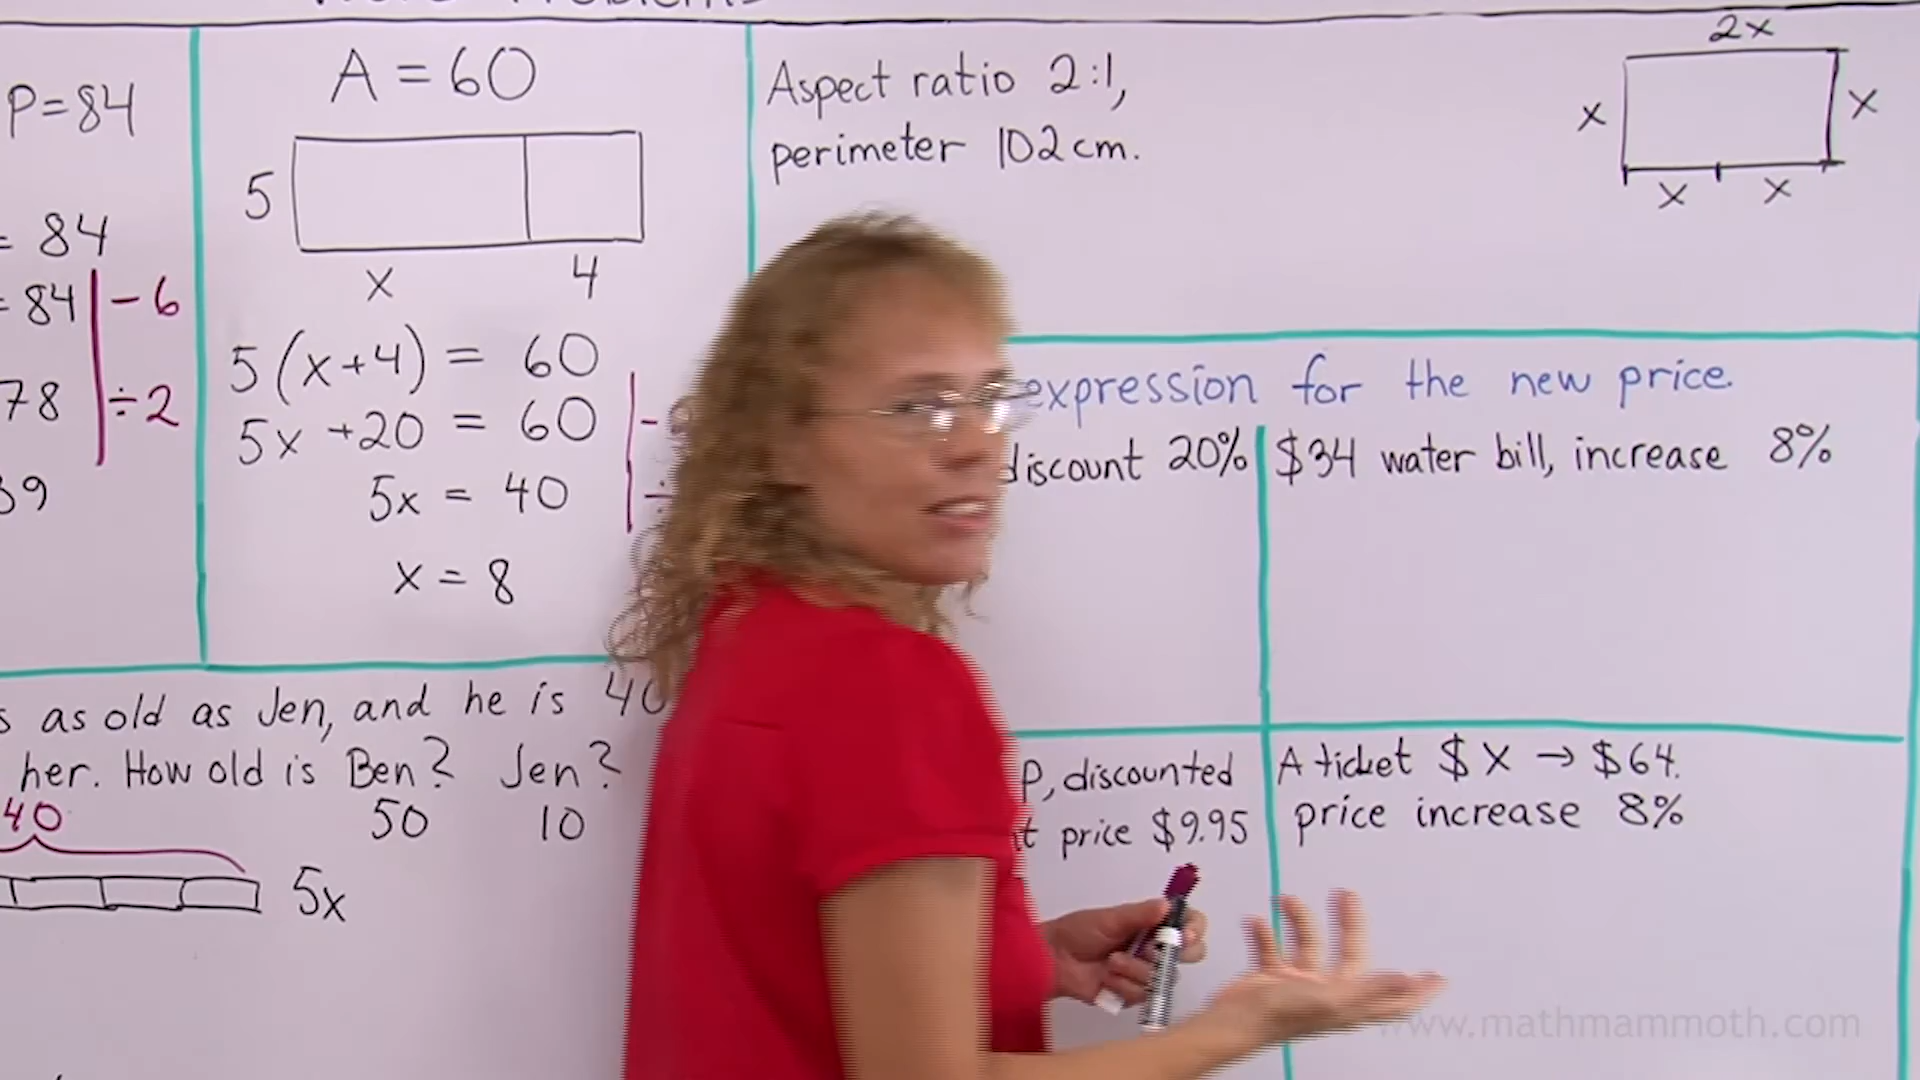 P=84
= 84
= 84 | - 6
78 | ÷2
39
A = 60
5
x 4
5(x+4) = 60
5x +20 = 60
5x = 40
x = 8
Aspect ratio 2:1,
perimeter 102 cm.
2x
x x
x x
expression for the new price.
discount 20%
$34 water bill, increase 8%
as old as Jen, and he is 40
her. How old is Ben? Jen?
40 50 10
5x
P, discounted
price $9.95
A ticket $ X → $64.
price increase 8%
www.mathmammoth.com